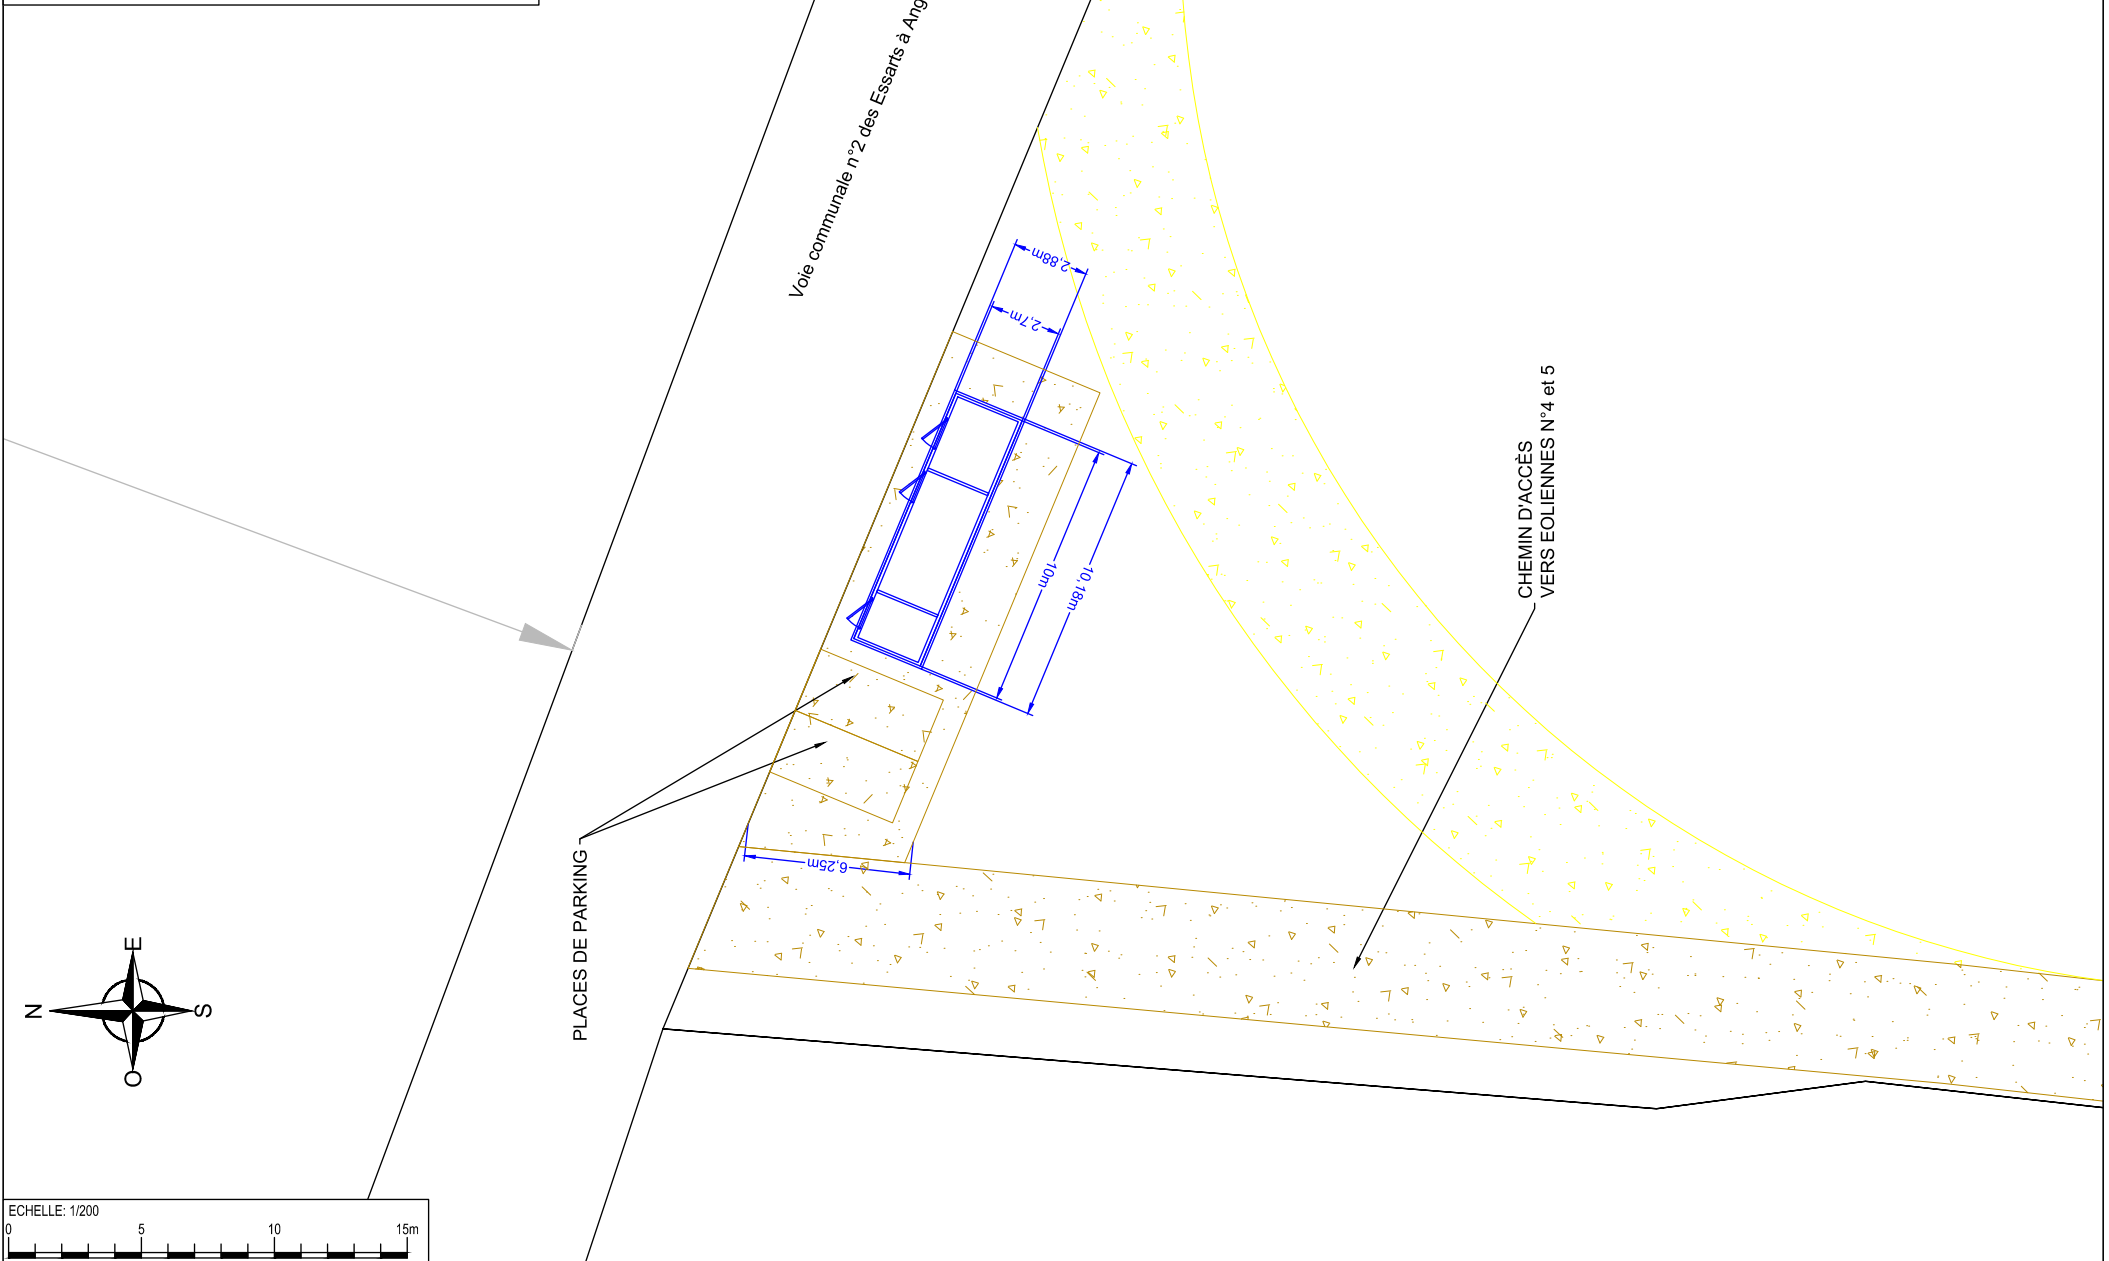 Voie communale n°2 des Essarts à Ang
2,88m
2,7m
10m
10,18m
CHEMIN D'ACCÈS
VERS EOLIENNES N°4 et 5
PLACES DE PARKING
6,25m
N
E
S
O
ECHELLE: 1/200
0 5 10 15m